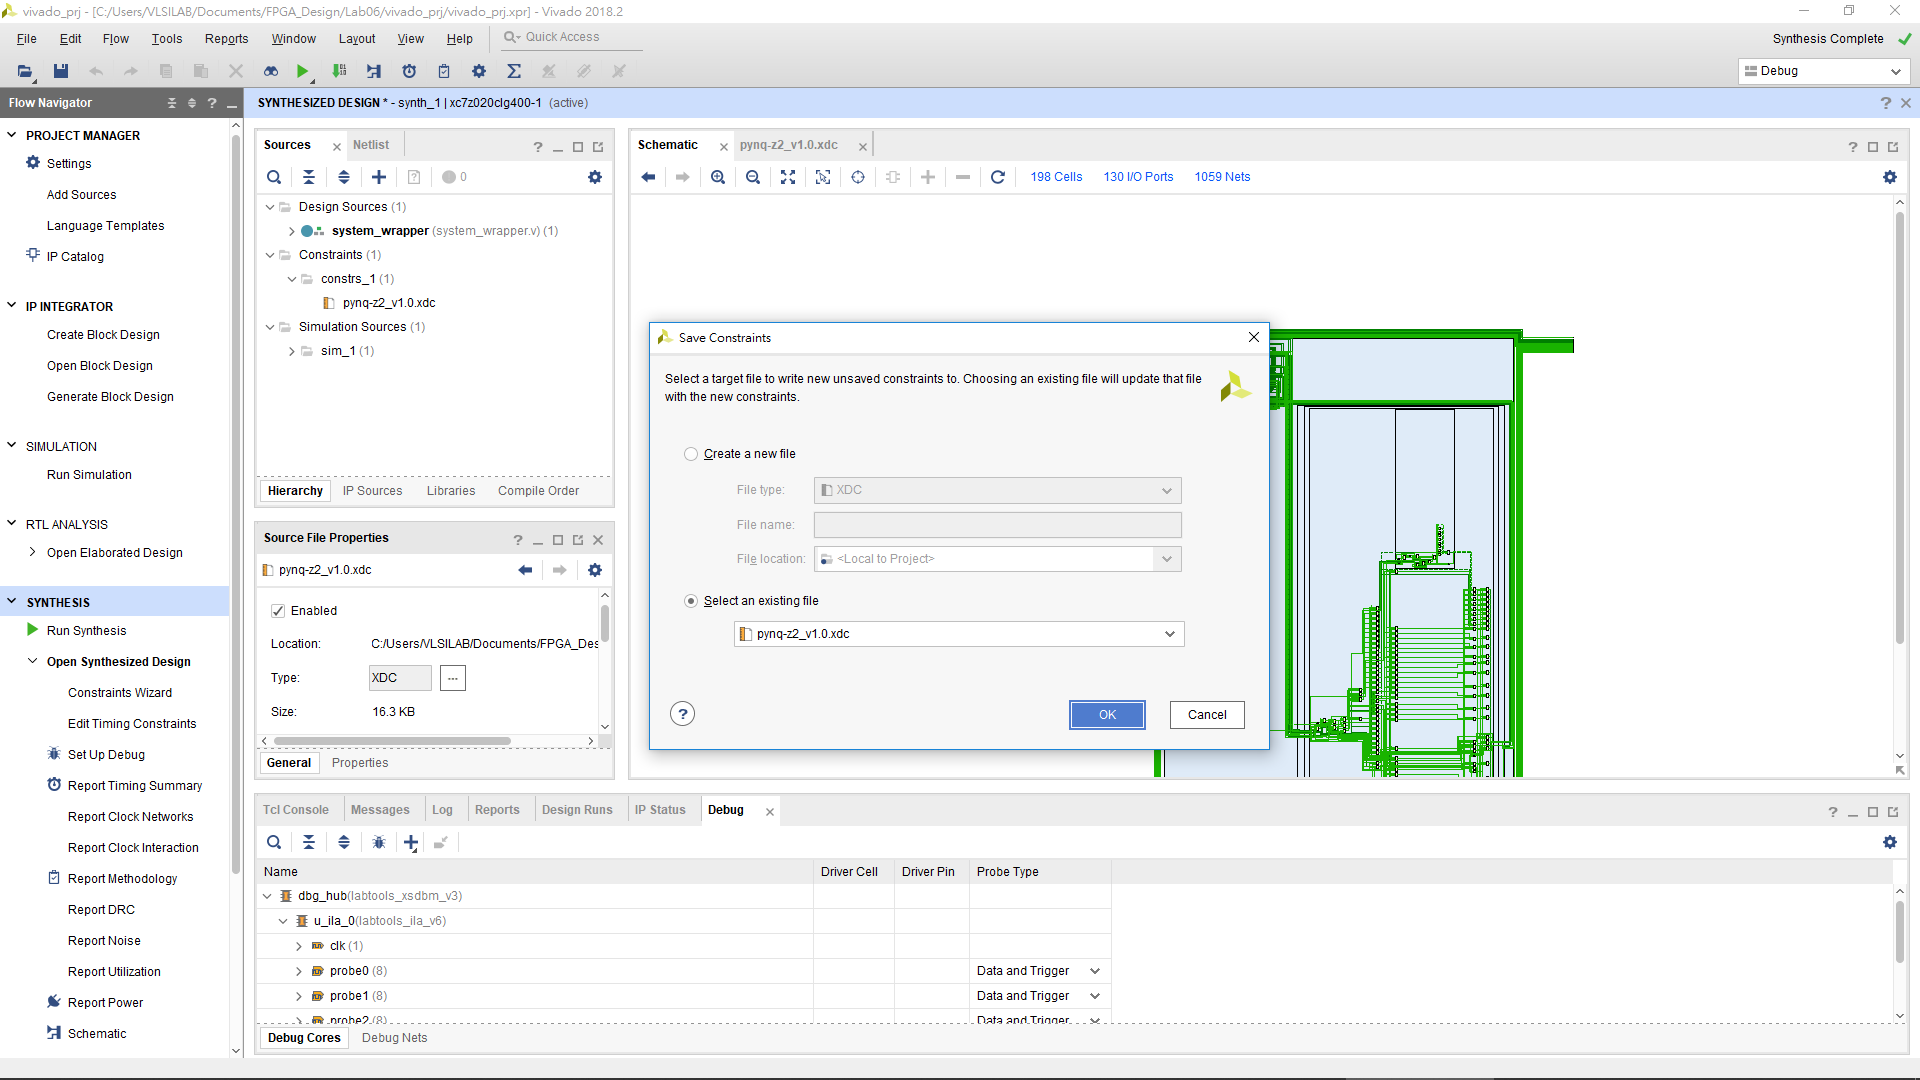 vivado_prj - [C:/Users/VLSILAB/Documents/FPGA_Design/Lab06/vivado_prj/vivado_prj.xpr] - Vivado 2018.2
File Edit Flow Tools Reports Window Layout View Help Quick Access
Synthesis Complete
Debug
Flow Navigator
PROJECT MANAGER
Settings
Add Sources
Language Templates
IP Catalog
IP INTEGRATOR
Create Block Design
Open Block Design
Generate Block Design
SIMULATION
Run Simulation
RTL ANALYSIS
Open Elaborated Design
SYNTHESIS
Run Synthesis
Open Synthesized Design
Constraints Wizard
Edit Timing Constraints
Set Up Debug
Report Timing Summary
Report Clock Networks
Report Clock Interaction
Report Methodology
Report DRC
Report Noise
Report Utilization
Report Power
Schematic
SYNTHESIZED DESIGN * - synth_1 | xc7z020clg400-1 (active)
Sources Netlist
0
Design Sources (1)
system_wrapper (system_wrapper.v) (1)
Constraints (1)
constrs_1 (1)
pynq-z2_v1.0.xdc
Simulation Sources (1)
sim_1 (1)
Hierarchy IP Sources Libraries Compile Order
Source File Properties
pynq-z2_v1.0.xdc
Enabled
Location: C:/Users/VLSILAB/Documents/FPGA_Des
Type: XDC ...
Size: 16.3 KB
General Properties
Schematic pynq-z2_v1.0.xdc
198 Cells 130 I/O Ports 1059 Nets
Save Constraints
Select a target file to write new unsaved constraints to. Choosing an existing file will update that file
with the new constraints.
Create a new file
File type: XDC
File name:
File location: <Local to Project>
Select an existing file
pynq-z2_v1.0.xdc
? OK Cancel
Tcl Console Messages Log Reports Design Runs IP Status Debug
Name Driver Cell Driver Pin Probe Type
dbg_hub(labtools_xsdbm_v3)
u_ila_0(labtools_ila_v6)
clk (1)
probe0 (8) Data and Trigger
probe1 (8) Data and Trigger
probe2 (8) Data and Trigger
Debug Cores Debug Nets